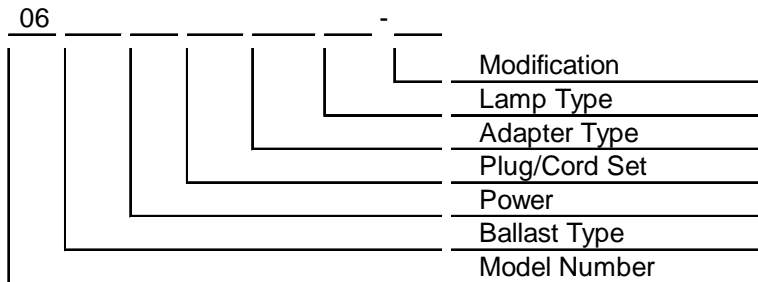 06 -
Modification
Lamp Type
Adapter Type
Plug/Cord Set
Power
Ballast Type
Model Number